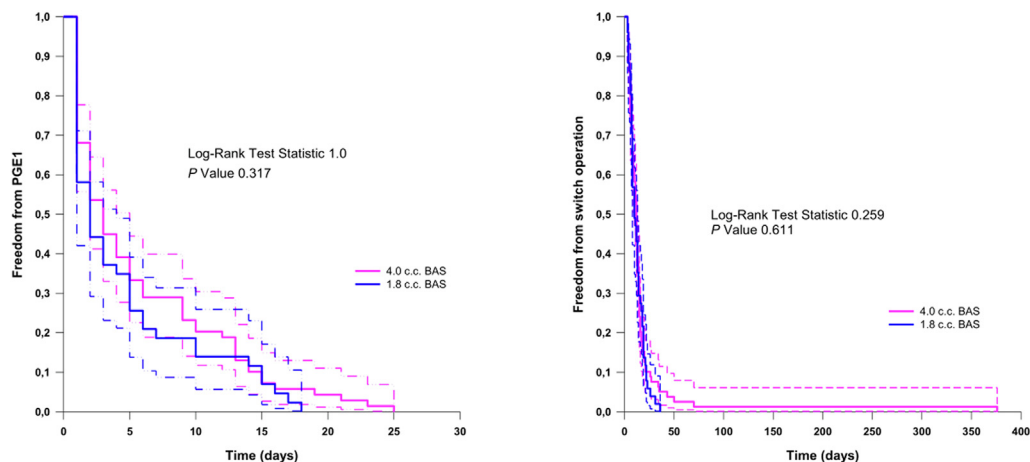 1,0
0,9
0,8
0,7
0,6
0,5
0,4
0,3
0,2
0,1
0,0
Freedom from PGE1
Log-Rank Test Statistic 1.0
P Value 0.317
4.0 c.c. BAS
1.8 c.c. BAS
0 5 10 15 20 25 30
Time (days)
1,0
0,9
0,8
0,7
0,6
0,5
0,4
0,3
0,2
0,1
0,0
Freedom from switch operation
Log-Rank Test Statistic 0.259
P Value 0.611
4.0 c.c. BAS
1.8 c.c. BAS
0 50 100 150 200 250 300 350 400
Time (days)